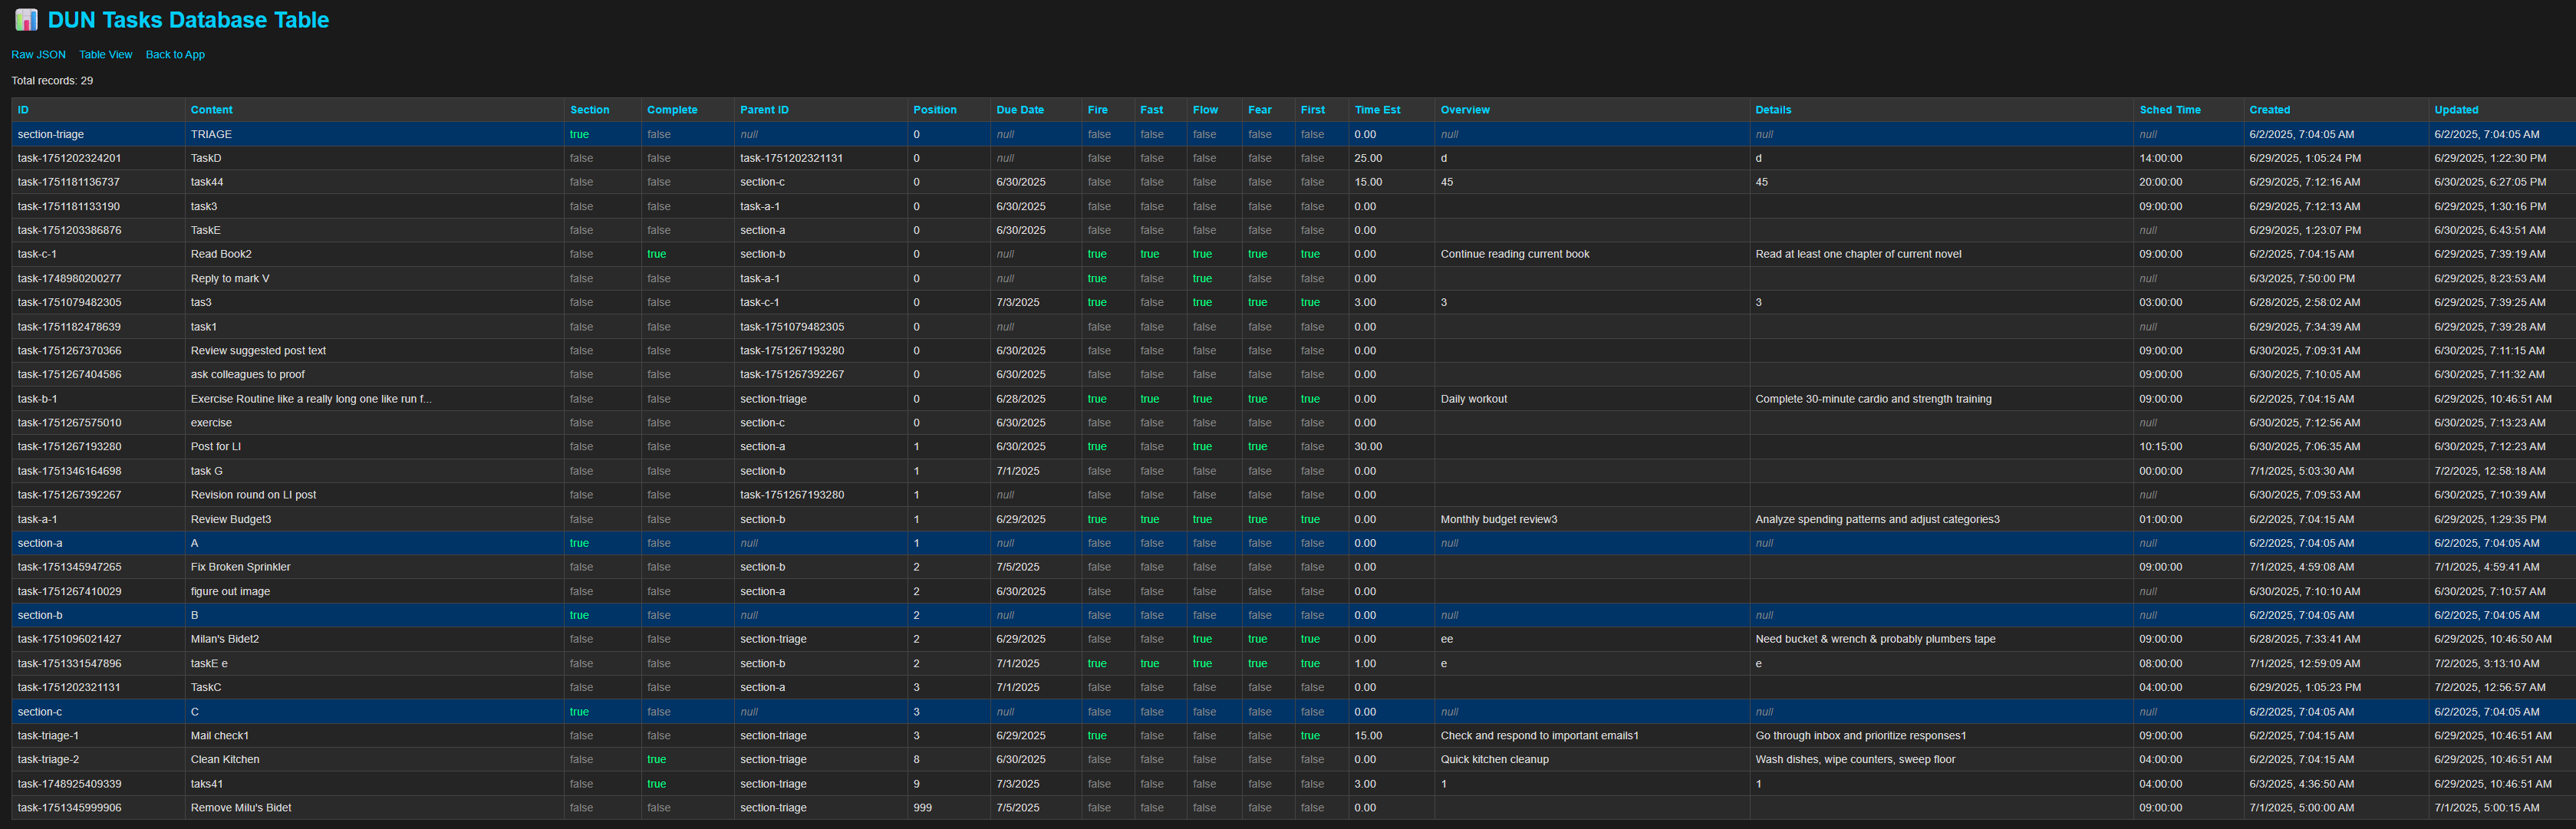 DUN Tasks Database Table
Raw JSON Table View Back to App
Total records: 29
ID Content Section Complete Parent ID Position Due Date Fire Fast Flow Fear First Time Est Overview Details Sched Time Created Updated
section-triage TRIAGE true false null 0 null false false false false false 0.00 null null null 6/2/2025, 7:04:05 AM 6/2/2025, 7:04:05 AM
task-1751202324201 TaskD false false task-1751202321131 0 null false false false false false 25.00 d d 14:00:00 6/29/2025, 1:05:24 PM 6/29/2025, 1:22:30 PM
task-1751181136737 task44 false false section-c 0 6/30/2025 false false false false false 15.00 45 45 20:00:00 6/29/2025, 7:12:16 AM 6/30/2025, 6:27:05 PM
task-1751181133190 task3 false false task-a-1 0 6/30/2025 false false false false false 0.00 09:00:00 6/29/2025, 7:12:13 AM 6/29/2025, 1:30:16 PM
task-1751203386876 TaskE false false section-a 0 6/30/2025 false false false false false 0.00 null 6/29/2025, 1:23:07 PM 6/30/2025, 6:43:51 AM
task-c-1 Read Book2 false true section-b 0 null true true true true true 0.00 Continue reading current book Read at least one chapter of current novel 09:00:00 6/2/2025, 7:04:15 AM 6/29/2025, 7:39:19 AM
task-1748980200277 Reply to mark V false false task-a-1 0 null true false true false false 0.00 null 6/3/2025, 7:50:00 PM 6/29/2025, 8:23:53 AM
task-1751079482305 tas3 false false task-c-1 0 7/3/2025 true false true true true 3.00 3 3 03:00:00 6/28/2025, 2:58:02 AM 6/29/2025, 7:39:25 AM
task-1751182478639 task1 false false task-1751079482305 0 null false false false false false 0.00 null 6/29/2025, 7:34:39 AM 6/29/2025, 7:39:28 AM
task-1751267370366 Review suggested post text false false task-1751267193280 0 6/30/2025 false false false false false 0.00 09:00:00 6/30/2025, 7:09:31 AM 6/30/2025, 7:11:15 AM
task-1751267404586 ask colleagues to proof false false task-1751267392267 0 6/30/2025 false false false false false 0.00 09:00:00 6/30/2025, 7:10:05 AM 6/30/2025, 7:11:32 AM
task-b-1 Exercise Routine like a really long one like run f... false false section-triage 0 6/28/2025 true true true true true 0.00 Daily workout Complete 30-minute cardio and strength training 09:00:00 6/2/2025, 7:04:15 AM 6/29/2025, 10:46:51 AM
task-1751267575010 exercise false false section-c 0 6/30/2025 false false false false false 0.00 null 6/30/2025, 7:12:56 AM 6/30/2025, 7:13:23 AM
task-1751267193280 Post for LI false false section-a 1 6/30/2025 true false true true false 30.00 10:15:00 6/30/2025, 7:06:35 AM 6/30/2025, 7:12:23 AM
task-1751346164698 task G false false section-b 1 7/1/2025 false false false false false 0.00 00:00:00 7/1/2025, 5:03:30 AM 7/2/2025, 12:58:18 AM
task-1751267392267 Revision round on LI post false false task-1751267193280 1 null false false false false false 0.00 null 6/30/2025, 7:09:53 AM 6/30/2025, 7:10:39 AM
task-a-1 Review Budget3 false false section-b 1 6/29/2025 true true true true true 0.00 Monthly budget review3 Analyze spending patterns and adjust categories3 01:00:00 6/2/2025, 7:04:15 AM 6/29/2025, 1:29:35 PM
section-a A true false null 1 null false false false false false 0.00 null null null 6/2/2025, 7:04:05 AM 6/2/2025, 7:04:05 AM
task-1751345947265 Fix Broken Sprinkler false false section-b 2 7/5/2025 false false false false false 0.00 09:00:00 7/1/2025, 4:59:08 AM 7/1/2025, 4:59:41 AM
task-1751267410029 figure out image false false section-a 2 6/30/2025 false false false false false 0.00 null 6/30/2025, 7:10:10 AM 6/30/2025, 7:10:57 AM
section-b B true false null 2 null false false false false false 0.00 null null null 6/2/2025, 7:04:05 AM 6/2/2025, 7:04:05 AM
task-1751096021427 Milan's Bidet2 false false section-triage 2 6/29/2025 false false true true true 0.00 ee Need bucket & wrench & probably plumbers tape 09:00:00 6/28/2025, 7:33:41 AM 6/29/2025, 10:46:50 AM
task-1751331547896 taskE e false false section-b 2 7/1/2025 true true true true true 1.00 e e 08:00:00 7/1/2025, 12:59:09 AM 7/2/2025, 3:13:10 AM
task-1751202321131 TaskC false false section-a 3 7/1/2025 false false false false false 0.00 04:00:00 6/29/2025, 1:05:23 PM 7/2/2025, 12:56:57 AM
section-c C true false null 3 null false false false false false 0.00 null null null 6/2/2025, 7:04:05 AM 6/2/2025, 7:04:05 AM
task-triage-1 Mail check1 false false section-triage 3 6/29/2025 true false false false true 15.00 Check and respond to important emails1 Go through inbox and prioritize responses1 09:00:00 6/2/2025, 7:04:15 AM 6/29/2025, 10:46:51 AM
task-triage-2 Clean Kitchen false true section-triage 8 6/30/2025 false false false false false 0.00 Quick kitchen cleanup Wash dishes, wipe counters, sweep floor 04:00:00 6/2/2025, 7:04:15 AM 6/29/2025, 10:46:51 AM
task-1748925409339 taks41 false true section-triage 9 7/3/2025 false false false false false 3.00 1 1 04:00:00 6/3/2025, 4:36:50 AM 6/29/2025, 10:46:51 AM
task-1751345999906 Remove Milu's Bidet false false section-triage 999 7/5/2025 false false false false false 0.00 09:00:00 7/1/2025, 5:00:00 AM 7/1/2025, 5:00:15 AM